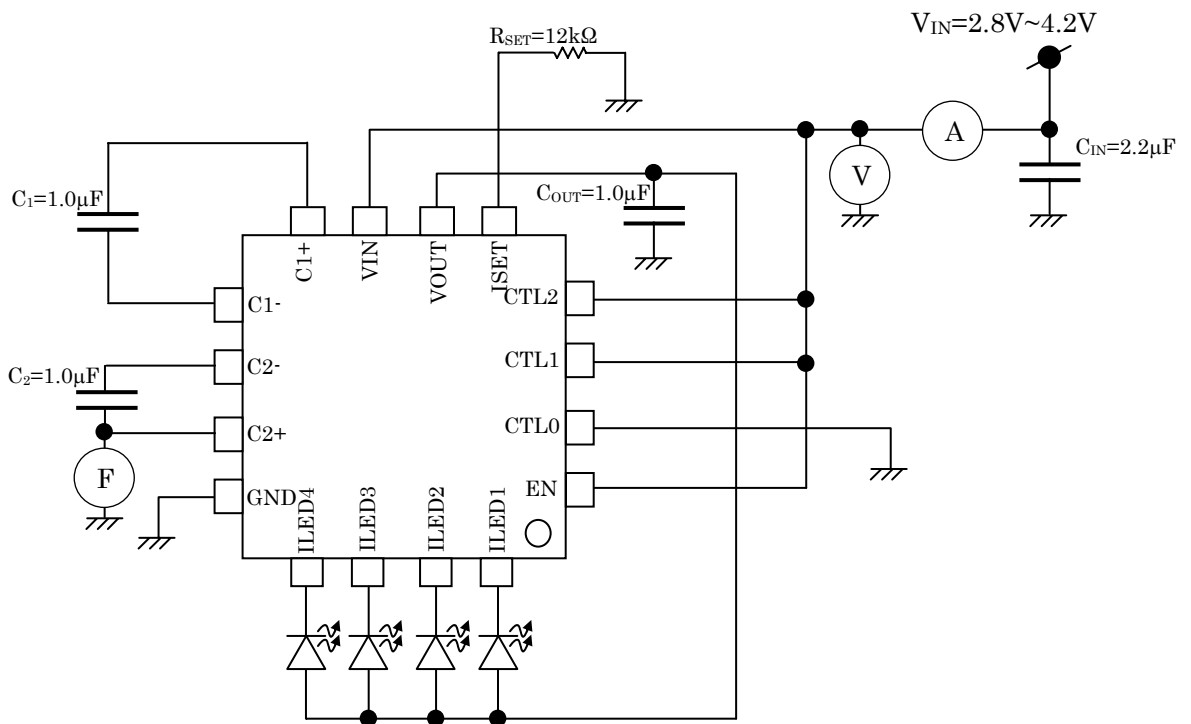 VIN=2.8V~4.2V
RSET=12kΩ
A
CIN=2.2μF
V
C1=1.0μF
COUT=1.0μF
C1+
VIN
VOUT
ISET
C1-
CTL2
C2-
CTL1
C2=1.0μF
C2+
CTL0
F
GND
EN
ILED4
ILED3
ILED2
ILED1